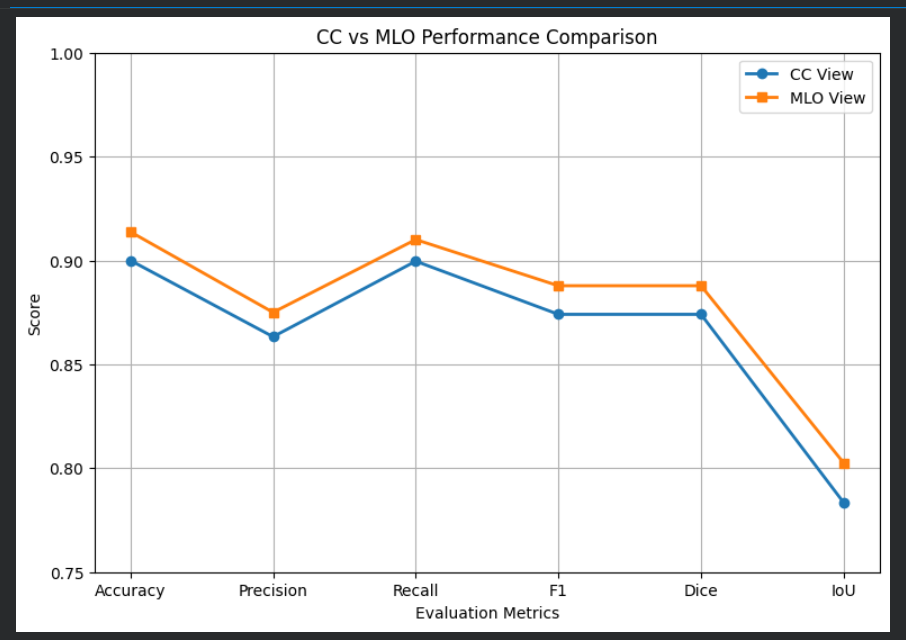 CC vs MLO Performance Comparison
CC View
MLO View
1.00
0.95
0.90
0.85
0.80
0.75
Score
Accuracy Precision Recall F1 Dice IoU
Evaluation Metrics